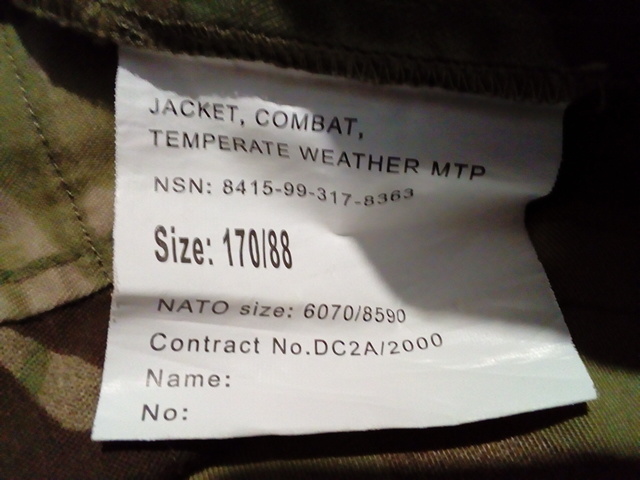 JACKET, COMBAT,
TEMPERATE WEATHER MTP
NSN: 8415-99-317-8363
Size: 170/88
NATO size: 6070/8590
Contract No.DC2A/2000
Name:
No: